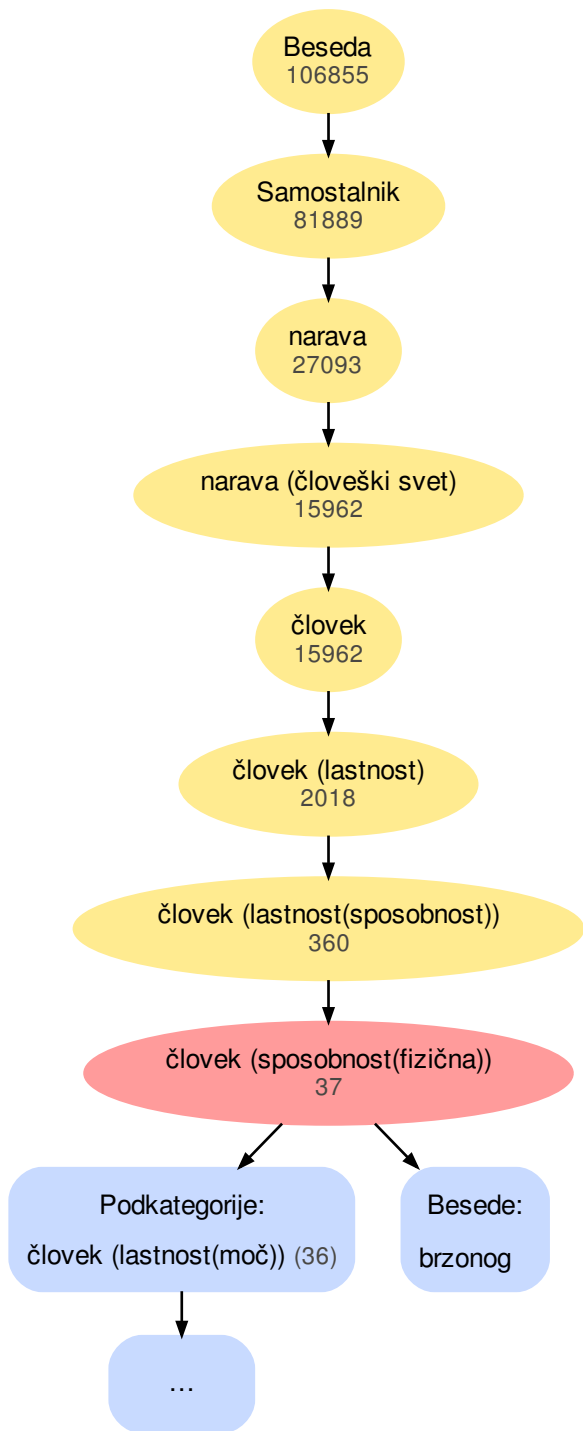 Beseda
106855
Samostalnik
81889
narava
27093
narava (človeški svet)
15962
človek
15962
človek (lastnost)
2018
človek (lastnost(sposobnost))
360
človek (sposobnost(fizična))
37
Podkategorije:
človek (lastnost(moč)) (36)
Besede:
brzonog
…